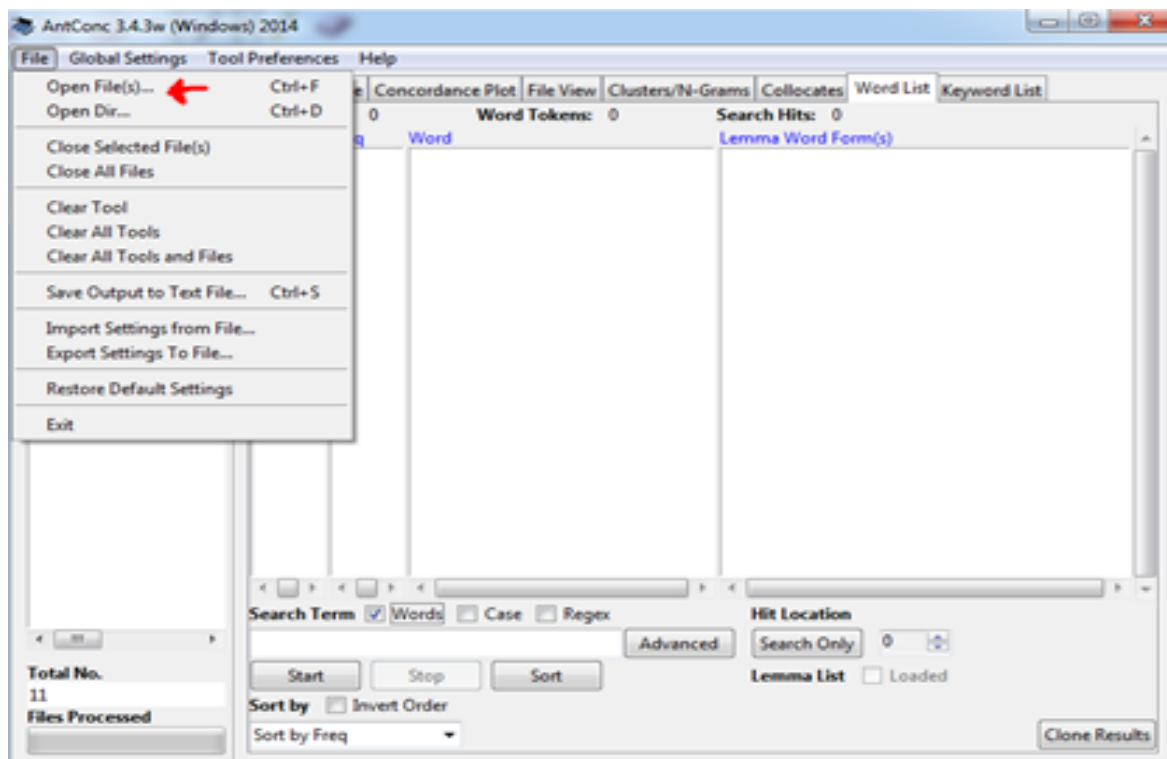 AntConc 3.4.3w (Windows) 2014
File Global Settings Tool Preferences Help
Open File(s)... Ctrl+F
Open Dir... Ctrl+D
Close Selected File(s)
Close All Files
Clear Tool
Clear All Tools
Clear All Tools and Files
Save Output to Text File... Ctrl+S
Import Settings from File...
Export Settings To File...
Restore Default Settings
Exit
e Concordance Plot File View Clusters/N-Grams Collocates Word List Keyword List
0 Word Tokens: 0 Search Hits: 0
q Word Lemma Word Form(s)
Search Term Words Case Regex Hit Location
Advanced Search Only 0
Total No. Start Stop Sort Lemma List Loaded
11
Files Processed Sort by Invert Order
Sort by Freq Clone Results